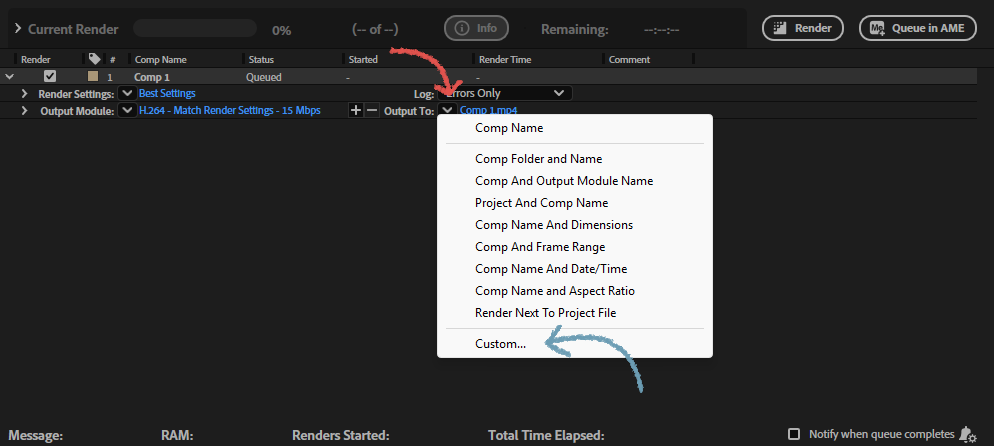 Current Render 0% (-- of --) Info Remaining: --:--:-- Render Me Queue in AME
Render # Comp Name Status Started Render Time Comment
1 Comp 1 Queued - -
Render Settings: Best Settings Log: Errors Only
Output Module: H.264 - Match Render Settings - 15 Mbps + − Output To: Comp 1.mp4
Comp Name
Comp Folder and Name
Comp And Output Module Name
Project And Comp Name
Comp Name And Dimensions
Comp And Frame Range
Comp Name And Date/Time
Comp Name and Aspect Ratio
Render Next To Project File
Custom...
Message: RAM: Renders Started: Total Time Elapsed: Notify when queue completes